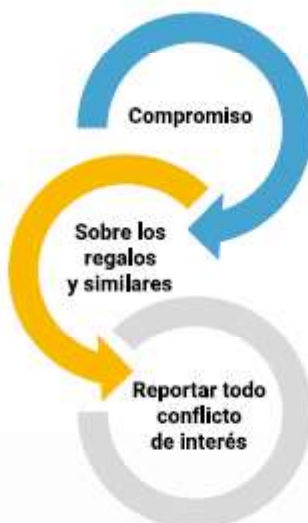 Compromiso
Sobre los
regalos
y similares
Reportar todo
conflicto
de interés